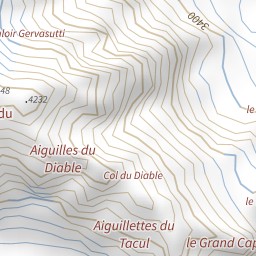 3400
loir Gervasutti
48
4232
du
le
Aiguilles du
Diable
Col du Diable
le
Aiguillettes du
Tacul
le Grand Cap